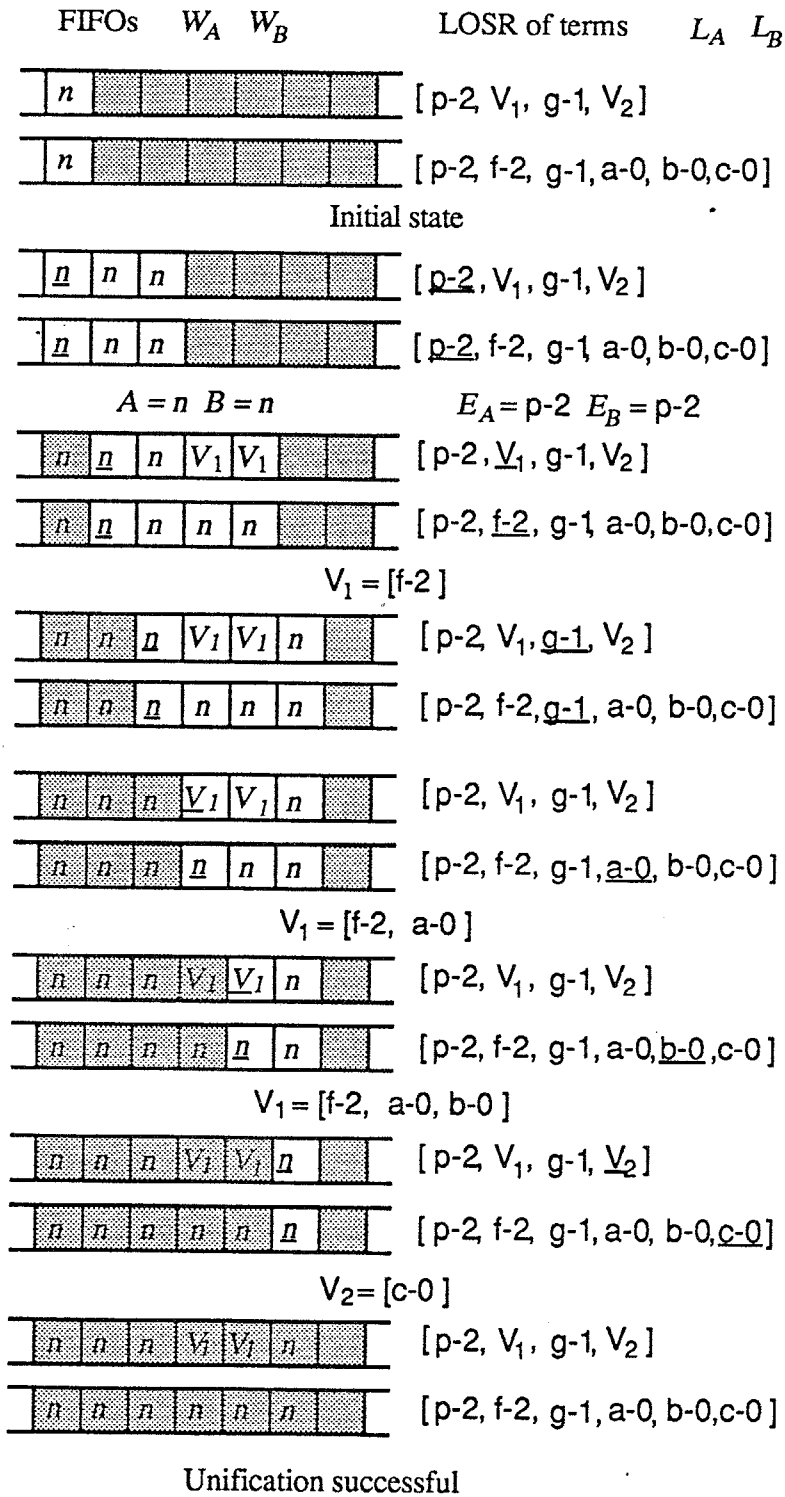 FIFOs W_A W_B LOSR of terms L_A L_B
n [p-2, V₁, g-1, V₂]
n [p-2, f-2, g-1, a-0, b-0,c-0]
Initial state
n n n [p-2, V₁, g-1, V₂]
n n n [p-2, f-2, g-1, a-0, b-0,c-0]
A = n B = n E_A = p-2 E_B = p-2
n n n V₁ V₁ [p-2, V₁, g-1, V₂]
n n n n n [p-2, f-2, g-1, a-0, b-0,c-0]
V₁ = [f-2 ]
n n n V₁ V₁ n [p-2, V₁, g-1, V₂]
n n n n n n [p-2, f-2, g-1, a-0, b-0,c-0]
n n n V₁ V₁ n [p-2, V₁, g-1, V₂]
n n n n n n [p-2, f-2, g-1, a-0, b-0,c-0]
V₁ = [f-2, a-0 ]
n n n V₁ V₁ n [p-2, V₁, g-1, V₂]
n n n n n n [p-2, f-2, g-1, a-0, b-0,c-0]
V₁ = [f-2, a-0, b-0 ]
n n n V₁ V₁ n [p-2, V₁, g-1, V₂]
n n n n n n [p-2, f-2, g-1, a-0, b-0,c-0]
V₂ = [c-0 ]
n n n V₁ V₁ n [p-2, V₁, g-1, V₂]
n n n n n n [p-2, f-2, g-1, a-0, b-0,c-0]
Unification successful